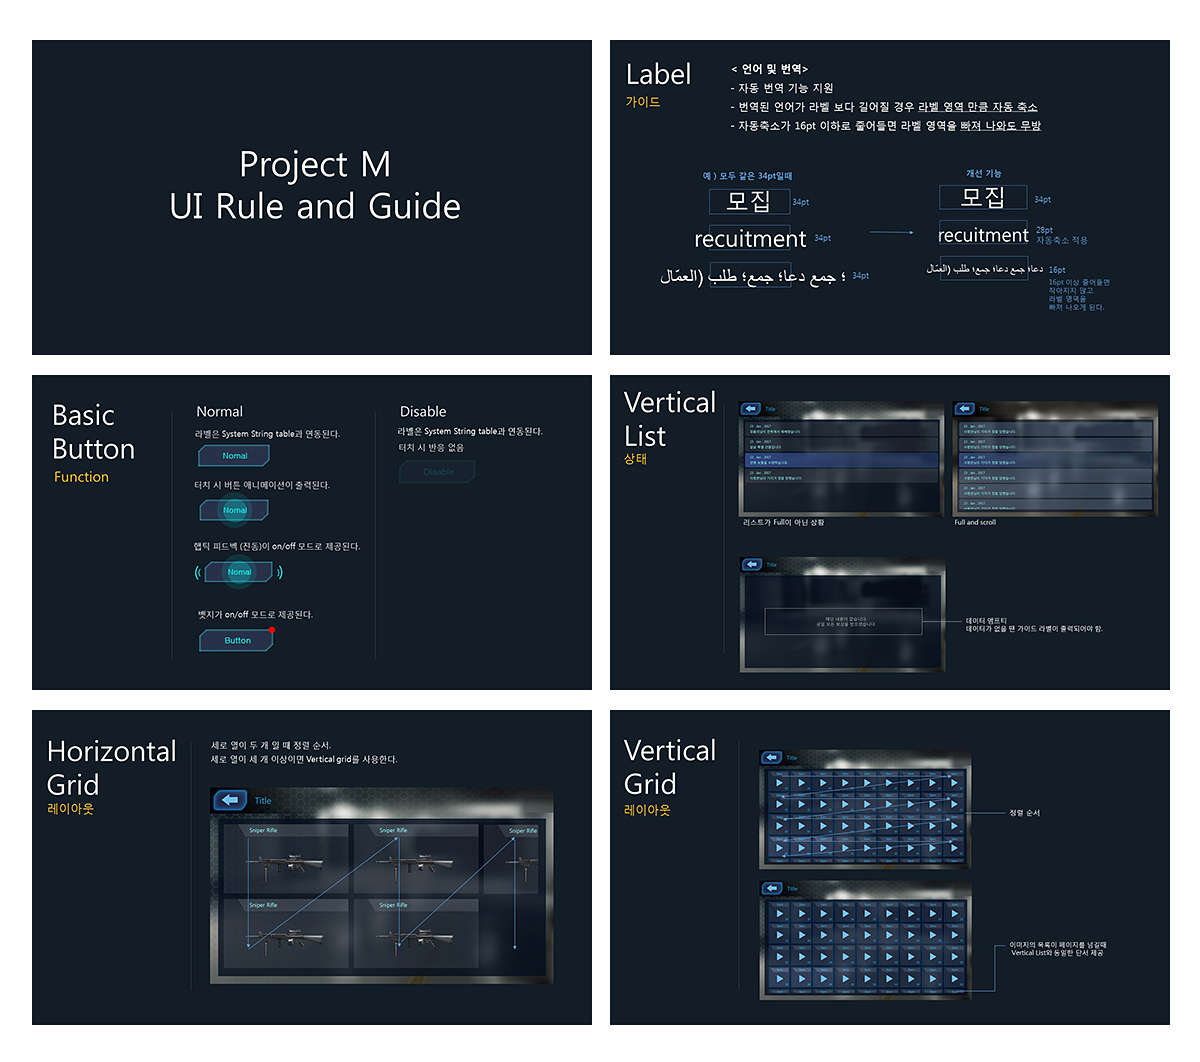 Project M
UI Rule and Guide
Label
가이드
< 언어 및 번역>
- 자동 번역 기능 지원
- 번역된 언어가 라벨 보다 길어질 경우 라벨 영역 만큼 자동 축소
- 자동축소가 16pt 이하로 줄어들면 라벨 영역을 빠져 나와도 무방
예 ) 모두 같은 34pt일때
모집
34pt
recuitment
34pt
؛ جمع دعا؛ جمع؛ طلب (العمّال
34pt
개선 기능
모집
34pt
recuitment
28pt
자동축소 적용
دعا؛ جمع دعا؛ جمع؛ طلب (العمّال
16pt
16pt 이상 줄어들면
작아지지 않고
라벨 영역을
빠져 나오게 된다.
Basic
Button
Function
Normal
라벨은 System String table과 연동된다.
Normal
터치 시 버튼 애니메이션이 출력된다.
Normal
햅틱 피드벡 (진동)이 on/off 모드로 제공된다.
Normal
뱃지가 on/off 모드로 제공된다.
Button
Disable
라벨은 System String table과 연동된다.
터치 시 반응 없음
Disable
Vertical
List
상태
Title
리스트가 Full이 아닌 상황
Title
Full and scroll
Title
데이터 엠프티
데이터가 없을 땐 가이드 라벨이 출력되어야 함.
Horizontal
Grid
레이아웃
세로 열이 두 개 일 때 정렬 순서.
세로 열이 세 개 이상이면 Vertical grid를 사용한다.
Title
Sniper Rifle
Sniper Rifle
Sniper Rifle
Sniper Rifle
Sniper Rifle
Vertical
Grid
레이아웃
Title
정렬 순서
Title
이미지의 목록이 페이지를 넘길때
Vertical List와 동일한 단서 제공